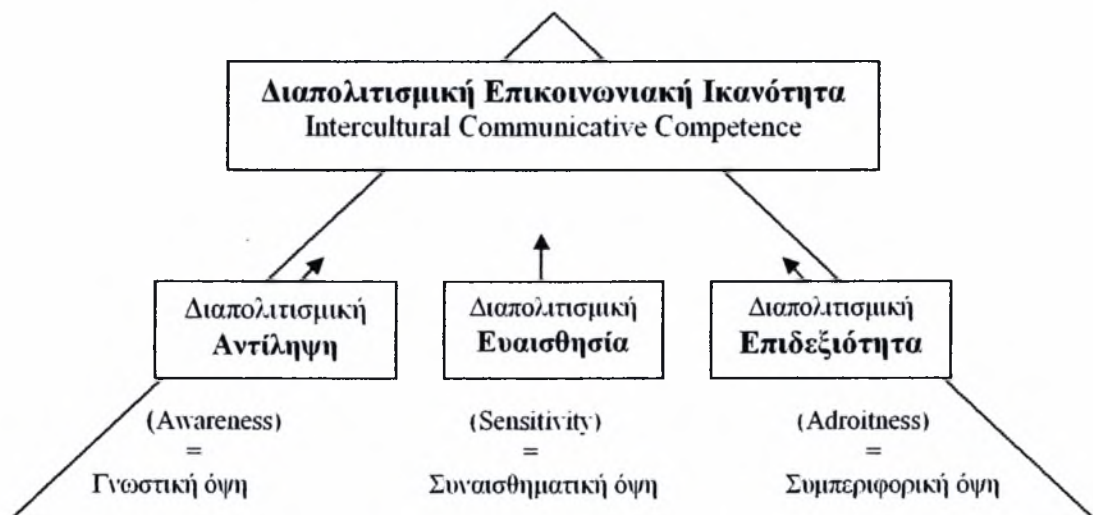 Διαπολιτισμική Επικοινωνιακή Ικανότητα
Intercultural Communicative Competence
Διαπολιτισμική
Αντίληψη
(Awareness)
=
Γνωστική όψη
Διαπολιτισμική
Ευαισθησία
(Sensitivity)
=
Συναισθηματική όψη
Διαπολιτισμική
Επιδεξιότητα
(Adroitness)
=
Συμπεριφορική όψη